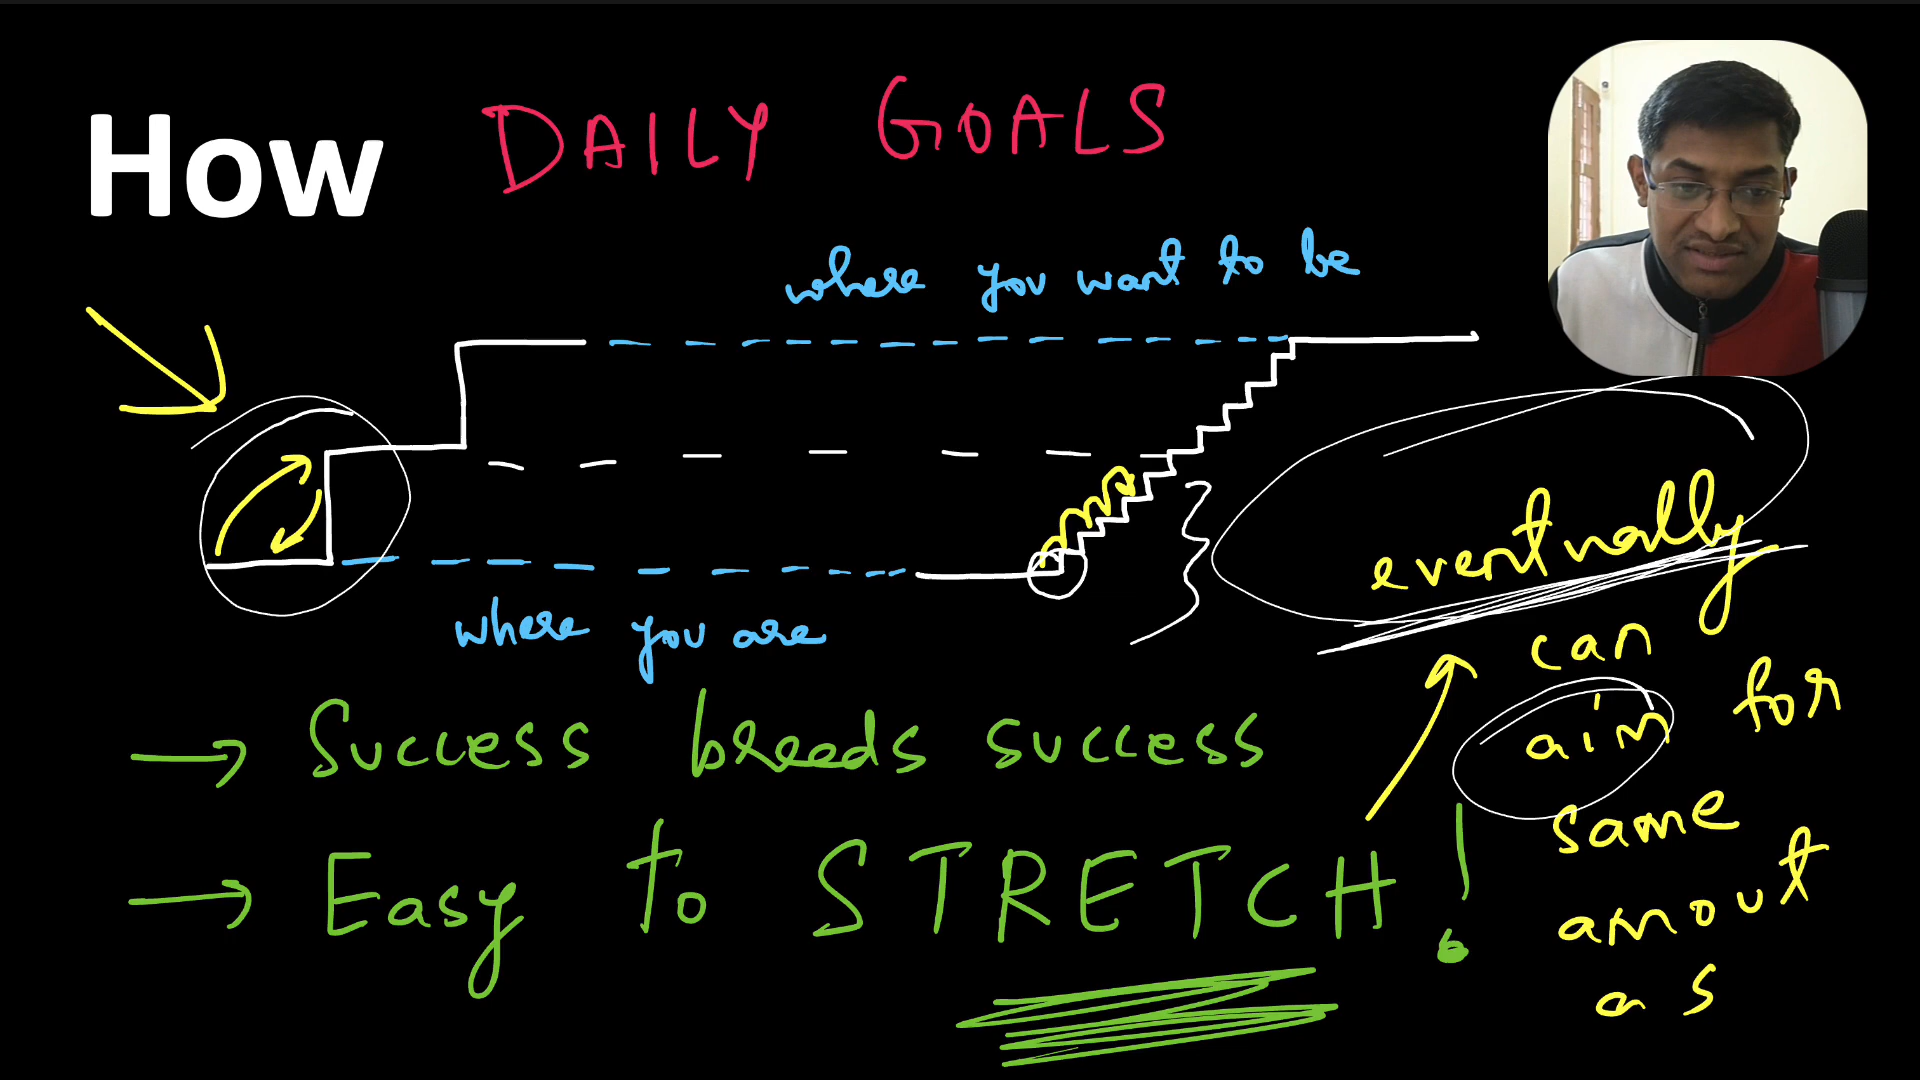 How DAILY GOALS
where you want to be
where you are
→ Success breeds success
→ Easy to STRETCH!
eventually
can
aim for
same
amout
as